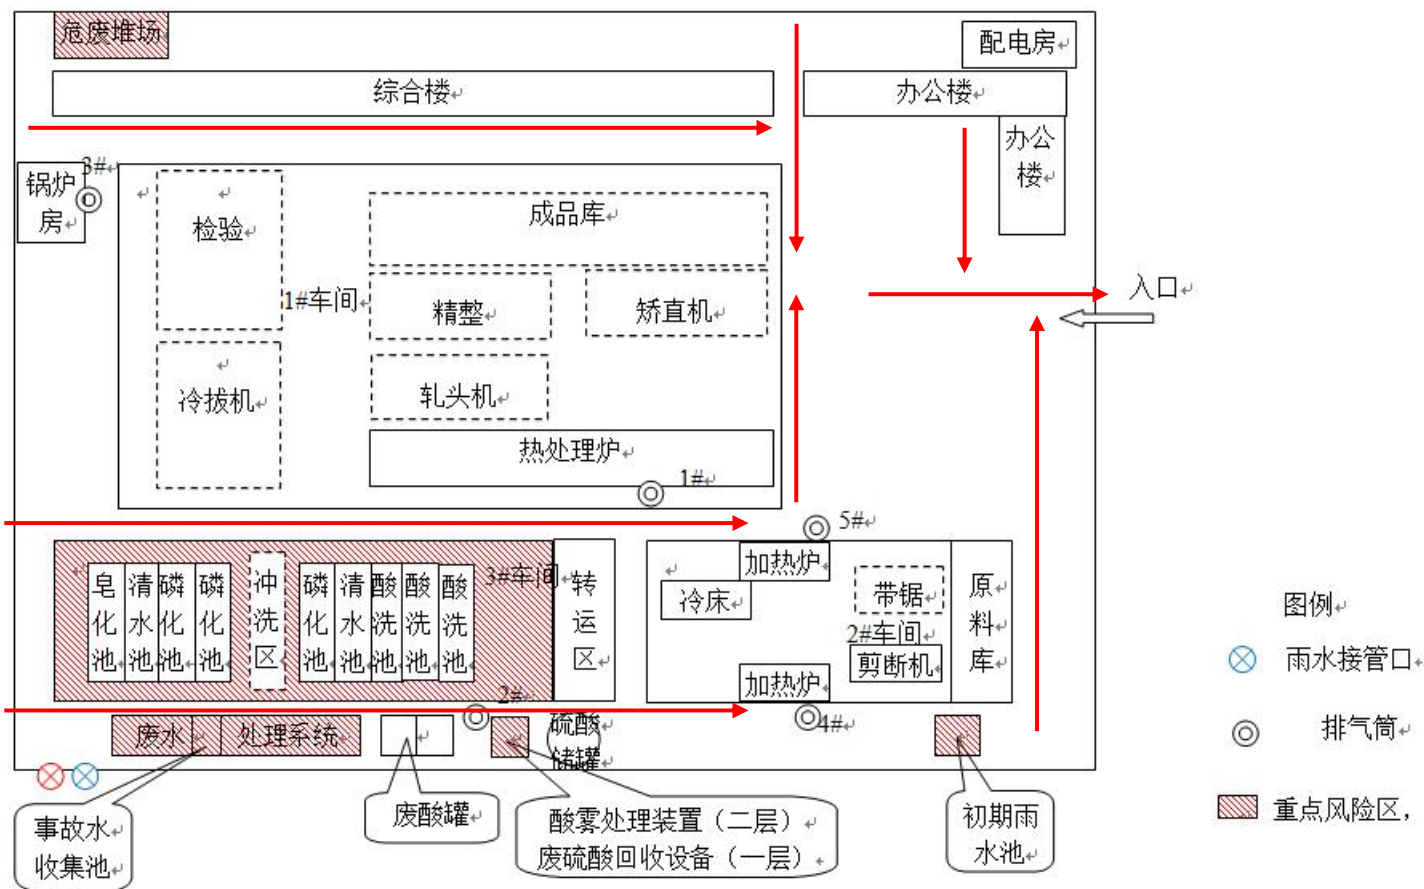 危废堆场
配电房
综合楼
办公楼
办公
楼
锅炉
房
3#
检验
成品库
1#车间
精整
矫直机
入口
冷拔机
轧头机
热处理炉
1#
5#
皂化池
清水池
磷化池
磷化池
冲洗区
磷化池
清水池
酸洗池
酸洗池
酸洗池
3#车间
转运区
加热炉
冷床
带锯
2#车间
剪断机
加热炉
原料库
2#
4#
废水
处理系统
硫酸
储罐
事故水
收集池
废酸罐
酸雾处理装置（二层）
废硫酸回收设备（一层）
初期雨
水池
图例
雨水接管口
排气筒
重点风险区，